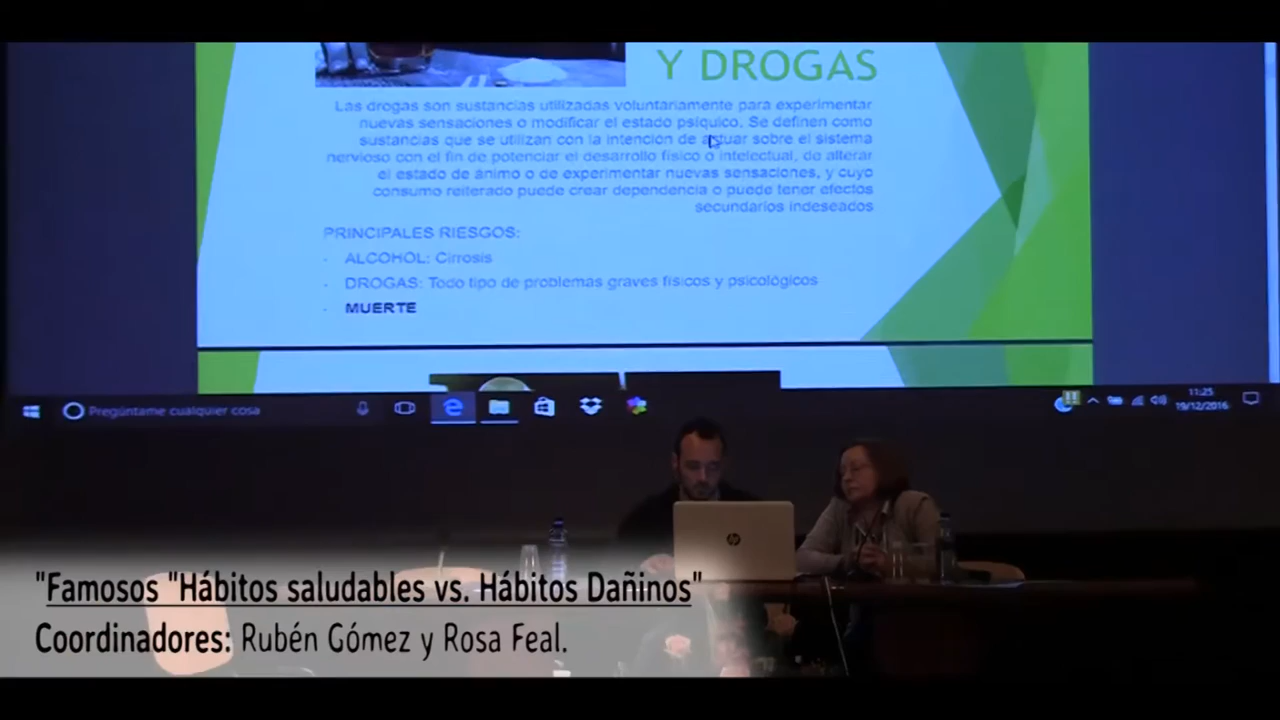 Y DROGAS
Las drogas son sustancias utilizadas voluntariamente para experimentar
nuevas sensaciones o modificar el estado psíquico. Se definen como
sustancias que se utilizan con la intención de actuar sobre el sistema
nervioso con el fin de potenciar el desarrollo físico o intelectual, de alterar
el estado de ánimo o de experimentar nuevas sensaciones, y cuyo
consumo reiterado puede crear dependencia o puede tener efectos
secundarios indeseados
PRINCIPALES RIESGOS:
- ALCOHOL: Cirrosis
- DROGAS: Todo tipo de problemas graves físicos y psicológicos
- MUERTE
Pregúntame cualquier cosa
11:25
19/12/2016
hp
"Famosos "Hábitos saludables vs. Hábitos Dañinos"
Coordinadores: Rubén Gómez y Rosa Feal.